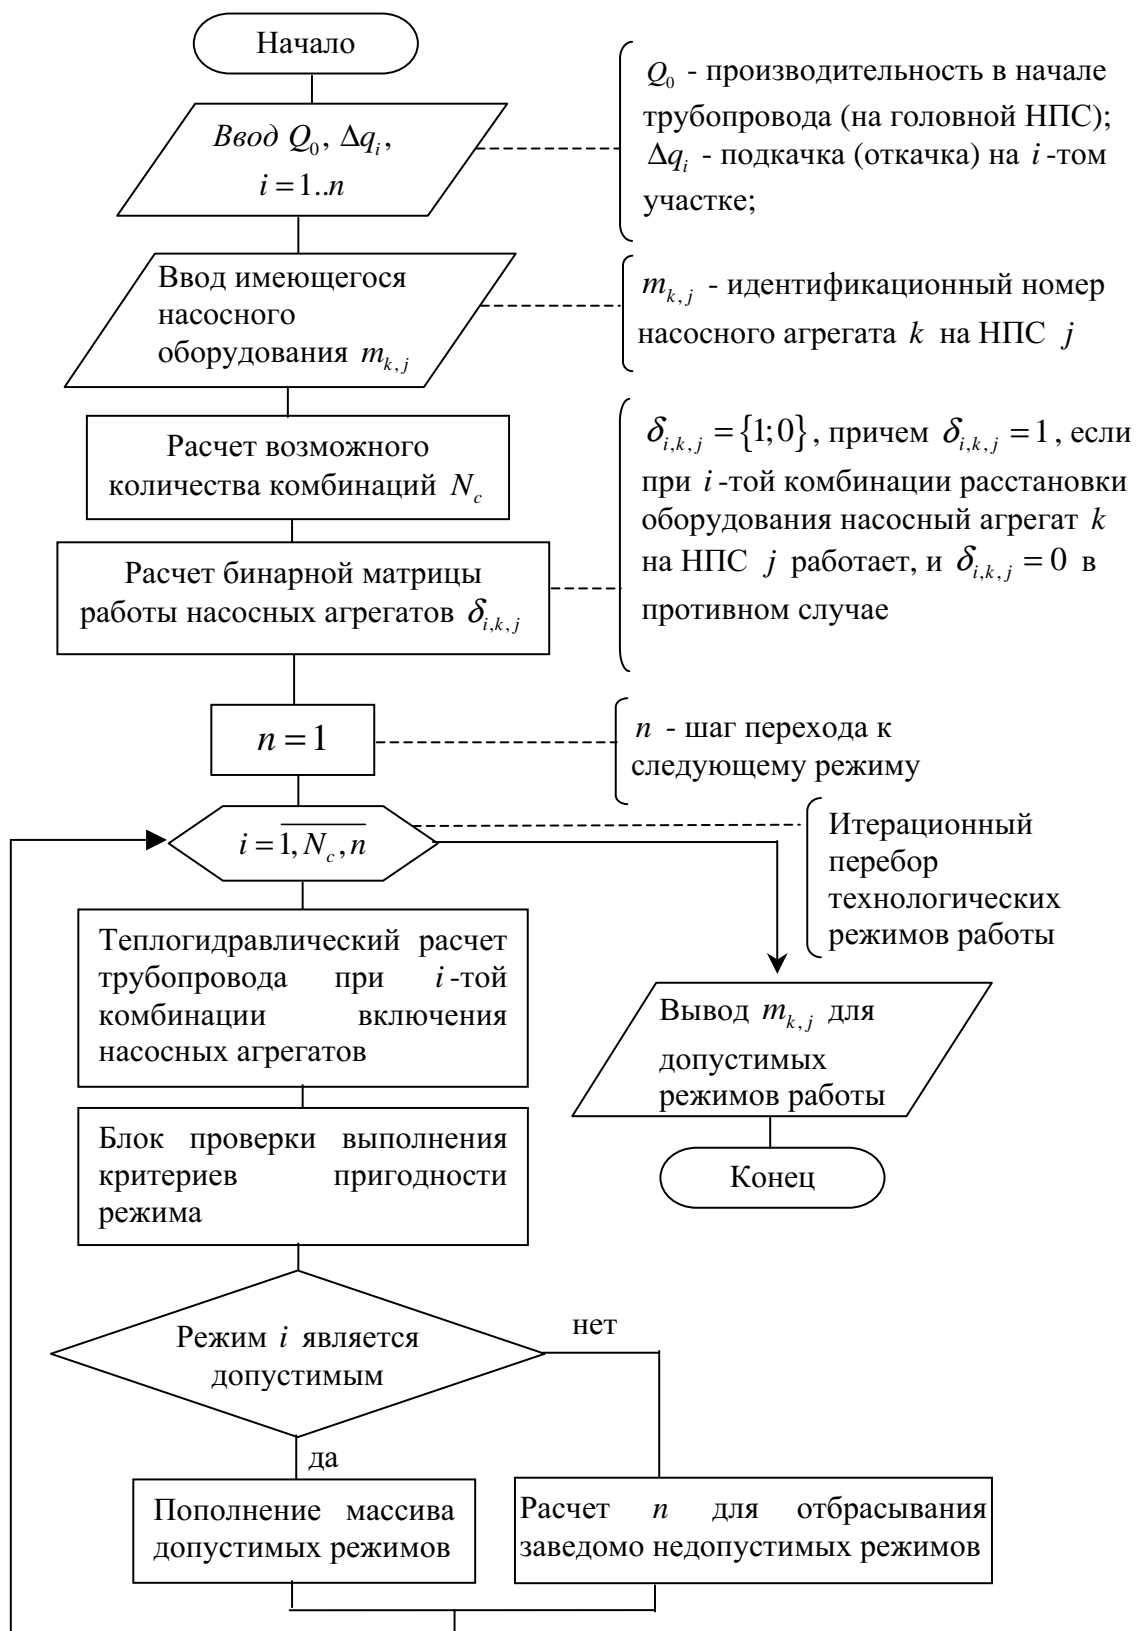 Начало
Ввод Q₀, Δqᵢ,
i = 1..n
Q₀ - производительность в начале
трубопровода (на головной НПС);
Δqᵢ - подкачка (откачка) на i -том
участке;
Ввод имеющегося
насосного
оборудования m_{k,j}
m_{k,j} - идентификационный номер
насосного агрегата k на НПС j
Расчет возможного
количества комбинаций N_c
Расчет бинарной матрицы
работы насосных агрегатов δ_{i,k,j}
δ_{i,k,j} = {1;0}, причем δ_{i,k,j} = 1, если
при i -той комбинации расстановки
оборудования насосный агрегат k
на НПС j работает, и δ_{i,k,j} = 0 в
противном случае
n = 1
n - шаг перехода к
следующему режиму
i = \overline{1, N_c, n}
Итерационный
перебор
технологических
режимов работы
Теплогидравлический расчет
трубопровода при i -той
комбинации включения
насосных агрегатов
Вывод m_{k,j} для
допустимых
режимов работы
Блок проверки выполнения
критериев пригодности
режима
Конец
Режим i является
допустимым
нет
да
Пополнение массива
допустимых режимов
Расчет n для отбрасывания
заведомо недопустимых режимов